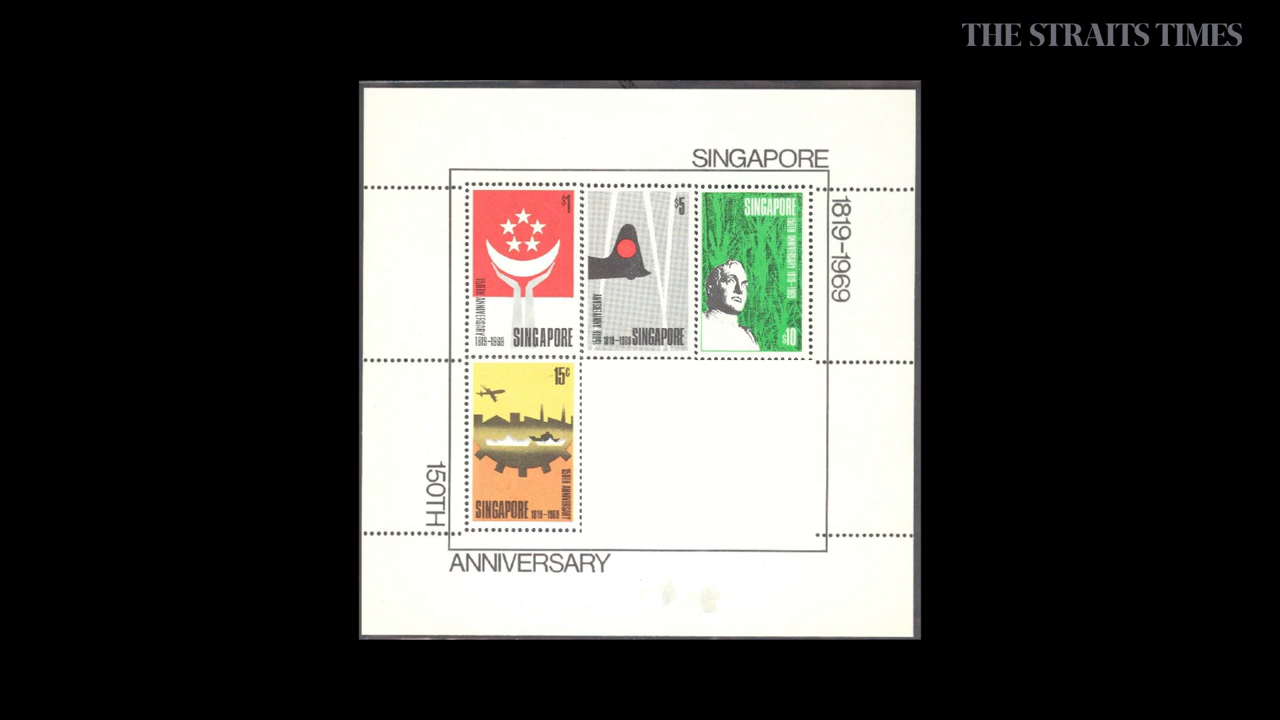 THE STRAITS TIMES
SINGAPORE
1819-1969
$1
150TH ANNIVERSARY
1819-1969 SINGAPORE
$5
150TH ANNIVERSARY
1819-1969 SINGAPORE
SINGAPORE
150TH ANNIVERSARY 1819-1969
$10
15c
150TH ANNIVERSARY
SINGAPORE 1819-1969
150TH
ANNIVERSARY